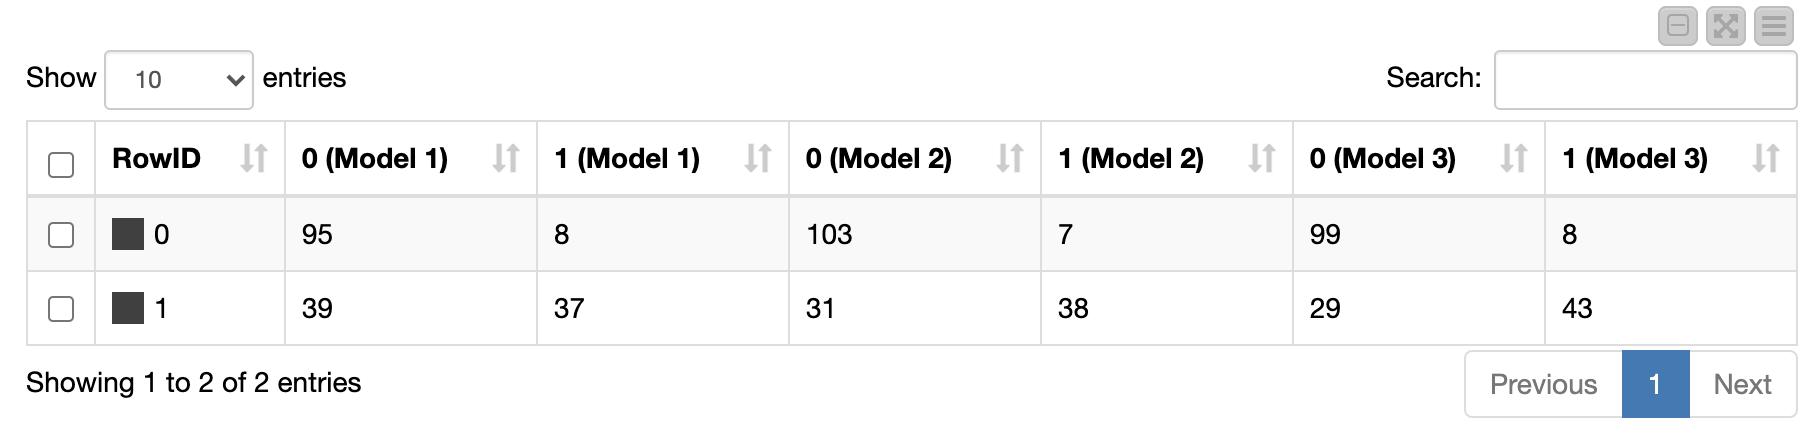 Show 10 entries Search:
RowID 0 (Model 1) 1 (Model 1) 0 (Model 2) 1 (Model 2) 0 (Model 3) 1 (Model 3)
0 95 8 103 7 99 8
1 39 37 31 38 29 43
Showing 1 to 2 of 2 entries Previous 1 Next